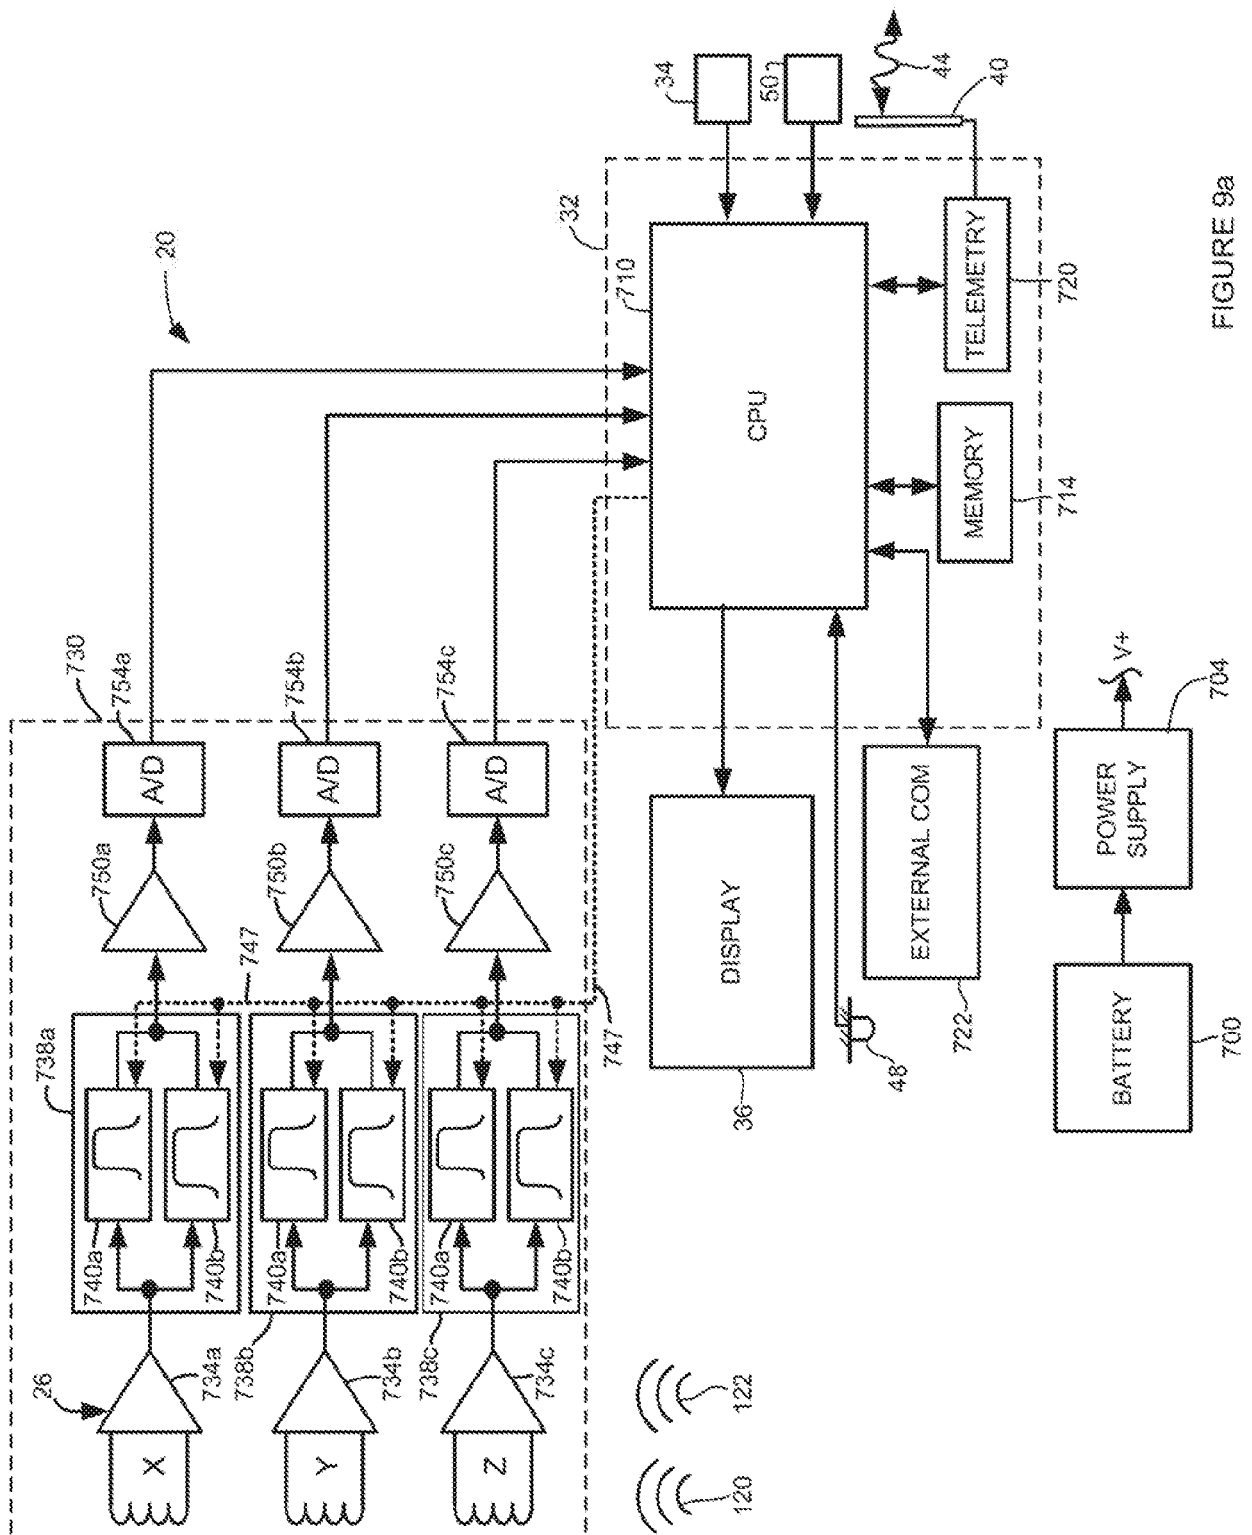 26
X
734a
738a
740a
740b
750a
754a
A/D
730
20
Y
734b
738b
740a
740b
747
750b
754b
A/D
Z
734c
738c
740a
740b
750c
754c
A/D
747
120
122
32
710
CPU
34
50
44
40
TELEMETRY
720
MEMORY
714
DISPLAY
36
48
EXTERNAL COM
722
BATTERY
700
POWER
SUPPLY
704
V+
FIGURE 9a